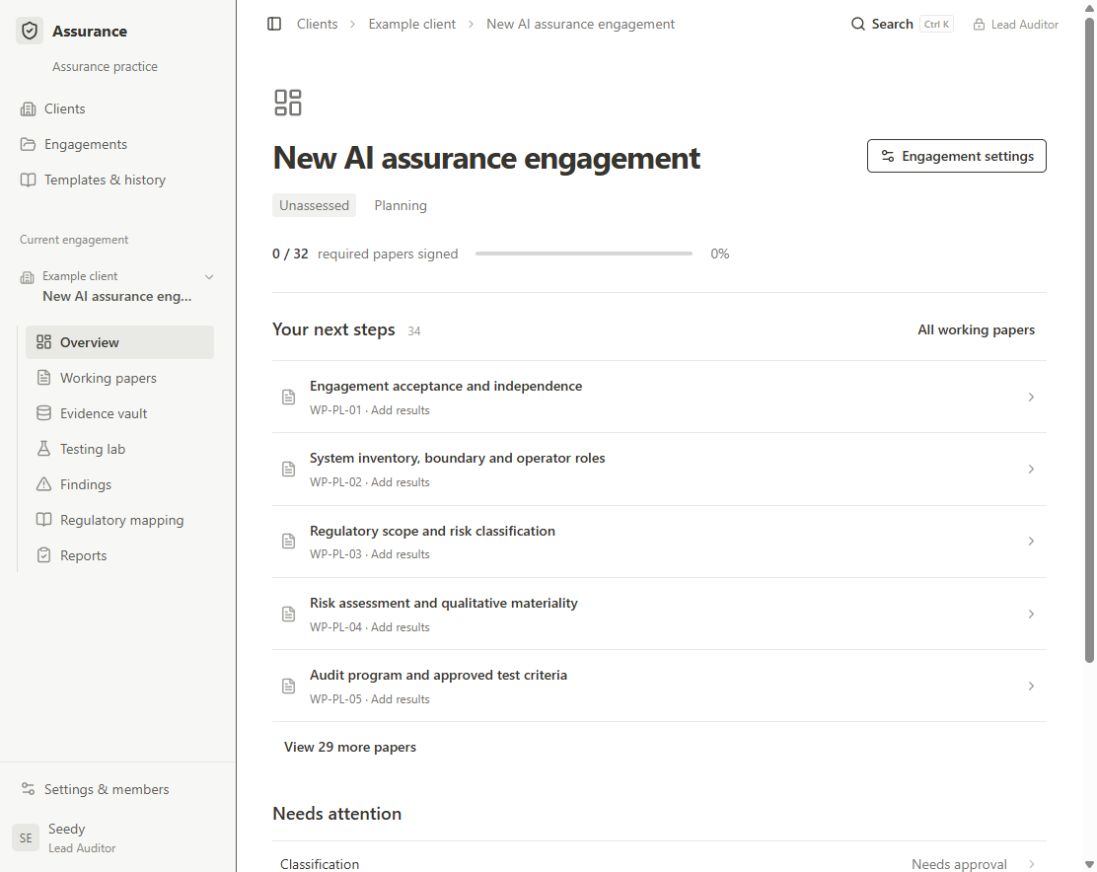 Assurance
Assurance practice
Clients
Engagements
Templates & history
Current engagement
Example client
New AI assurance eng...
Overview
Working papers
Evidence vault
Testing lab
Findings
Regulatory mapping
Reports
Settings & members
SE
Seedy
Lead Auditor
Clients > Example client > New AI assurance engagement
Search Ctrl K
Lead Auditor
New AI assurance engagement
Engagement settings
Unassessed Planning
0 / 32 required papers signed 0%
Your next steps 34
All working papers
Engagement acceptance and independence
WP-PL-01 · Add results
System inventory, boundary and operator roles
WP-PL-02 · Add results
Regulatory scope and risk classification
WP-PL-03 · Add results
Risk assessment and qualitative materiality
WP-PL-04 · Add results
Audit program and approved test criteria
WP-PL-05 · Add results
View 29 more papers
Needs attention
Classification Needs approval